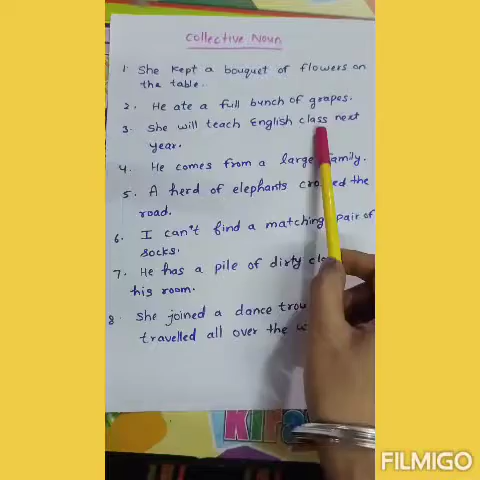 Collective Noun
1. She kept a bouquet of flowers on
the table.
2. He ate a full bunch of grapes.
3. She will teach English class next
year.
4. He comes from a large family.
5. A herd of elephants the
road.
6. I can't find a matching pair of
socks.
7. He has a pile of dirty
his room.
8. She joined a dance
travelled all over the
KIF
FILMIGO